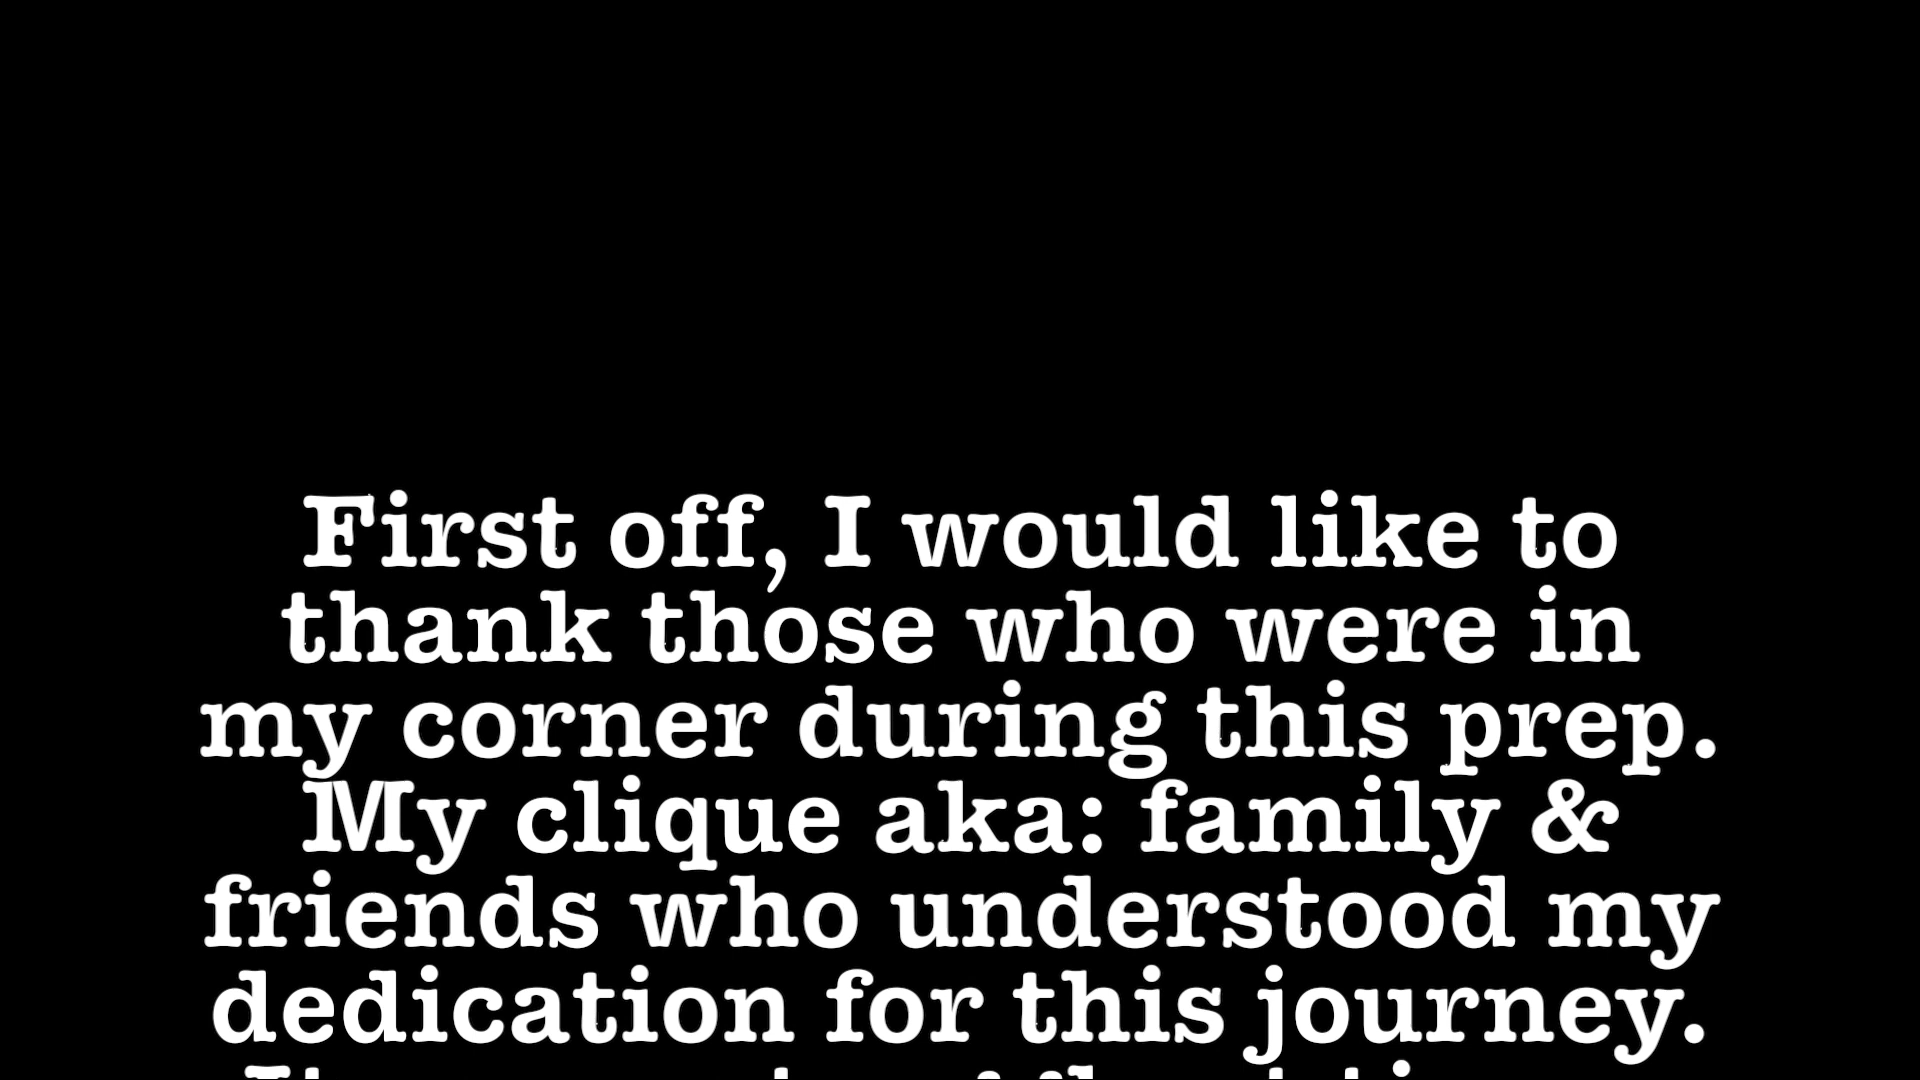 First off, I would like to
thank those who were in
my corner during this prep.
My clique aka: family &
friends who understood my
dedication for this journey.